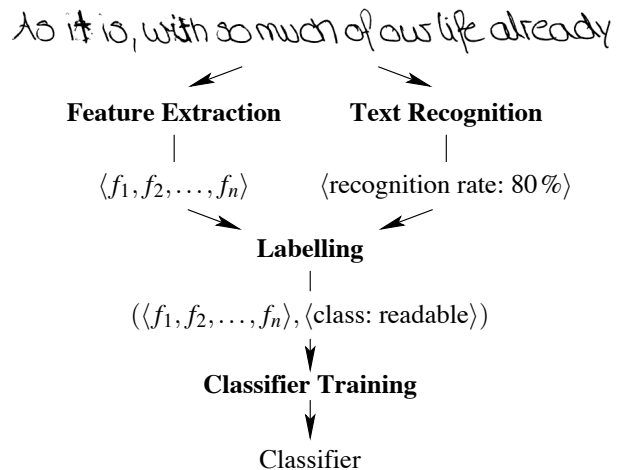 As it is, with so much of our life already
Feature Extraction Text Recognition
⟨f₁, f₂, . . . , fₙ⟩ ⟨recognition rate: 80 %⟩
Labelling
(⟨f₁, f₂, . . . , fₙ⟩, ⟨class: readable⟩)
Classifier Training
Classifier